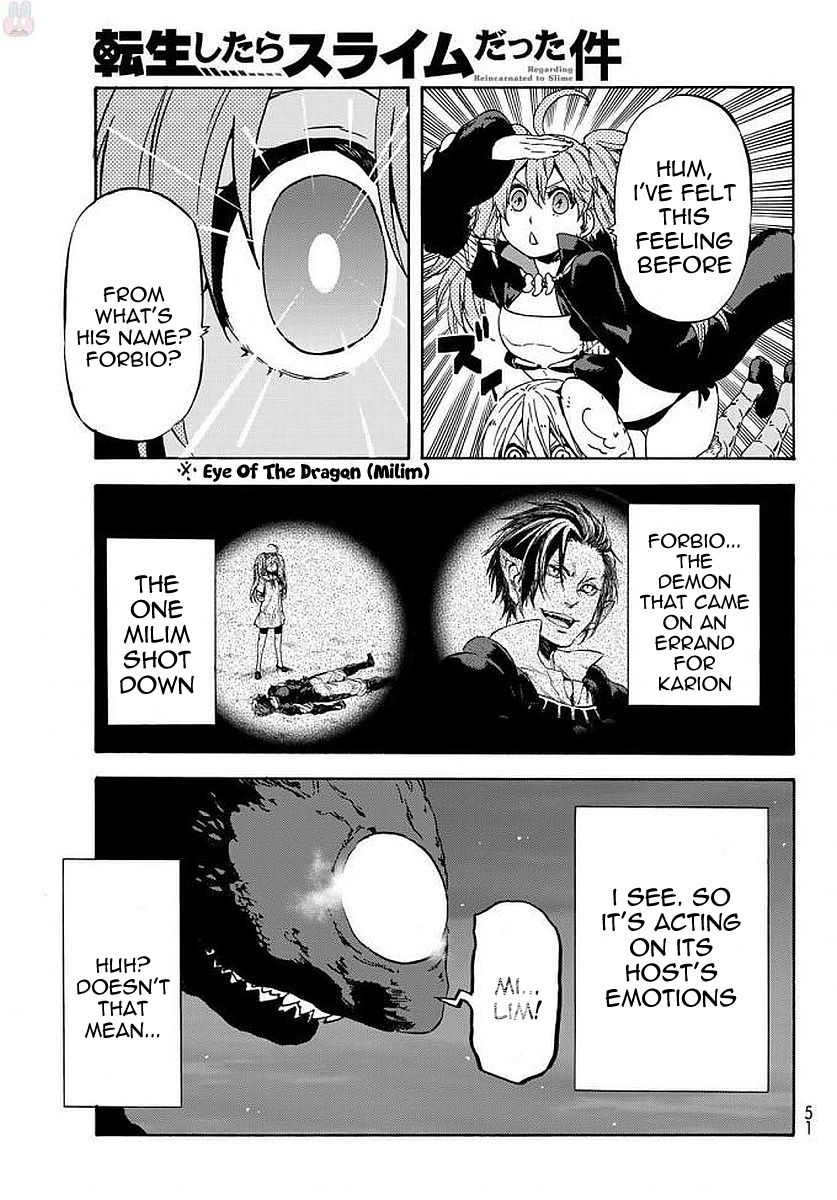 転生したらスライムだった件
Regarding
Reincarnated to Slime
HUM,
I'VE FELT
THIS
FEELING
BEFORE
ズズ
FROM
WHAT'S
HIS NAME?
FORBIO?
※ Eye Of The Dragon (Milim)
FORBIO...
THE
DEMON
THAT CAME
ON AN
ERRAND
FOR
KARION
THE
ONE
MILIM
SHOT
DOWN
I SEE. SO
IT'S ACTING
ON ITS
HOST'S
EMOTIONS
MI...
LIM!
HUH?
DOESN'T
THAT
MEAN...
51